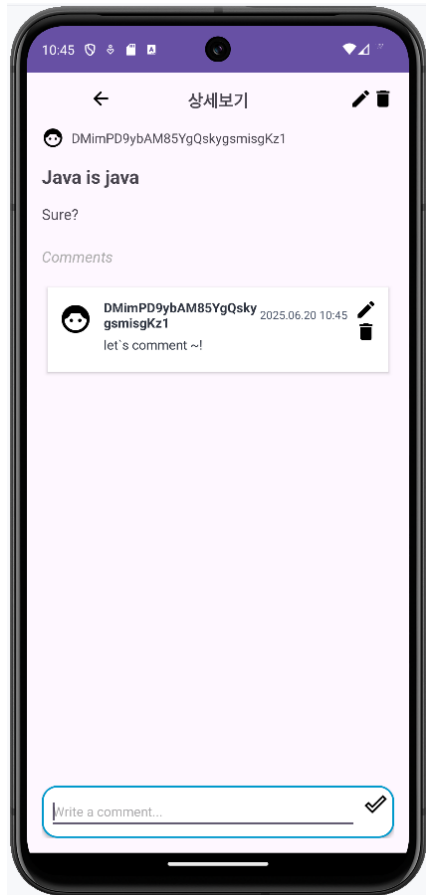 10:45
상세보기
DMimPD9ybAM85YgQskygsmisgKz1
Java is java
Sure?
Comments
DMimPD9ybAM85YgQsky
gsmisgKz1
2025.06.20 10:45
let`s comment ~!
Write a comment...